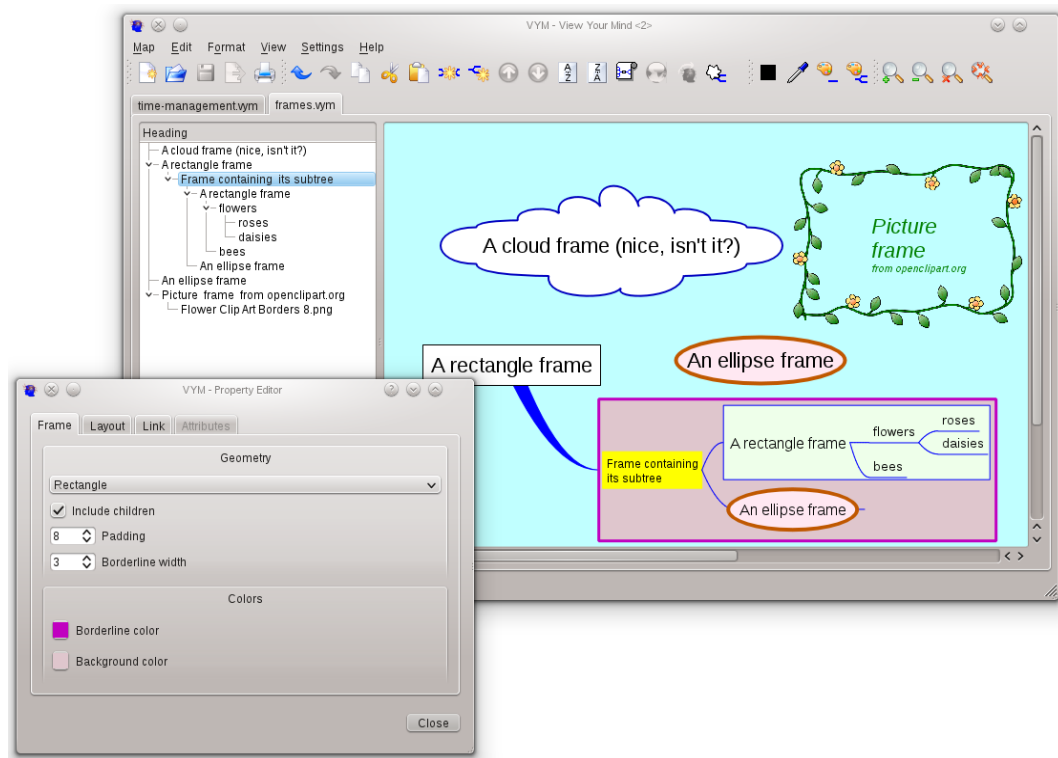 VYM - View Your Mind <2>
Map Edit Format View Settings Help
A
Z
Z
A
time-management.vym frames.vym
Heading
A cloud frame (nice, isn't it?)
A rectangle frame
Frame containing its subtree
A rectangle frame
flowers
roses
daisies
bees
An ellipse frame
An ellipse frame
Picture frame from openclipart.org
Flower Clip Art Borders 8.png
A cloud frame (nice, isn't it?)
Picture
frame
from openclipart.org
A rectangle frame
An ellipse frame
Frame containing
its subtree
A rectangle frame
flowers
roses
daisies
bees
An ellipse frame
VYM - Property Editor
?
Frame Layout Link Attributes
Geometry
Rectangle
Include children
8 Padding
3 Borderline width
Colors
Borderline color
Background color
Close